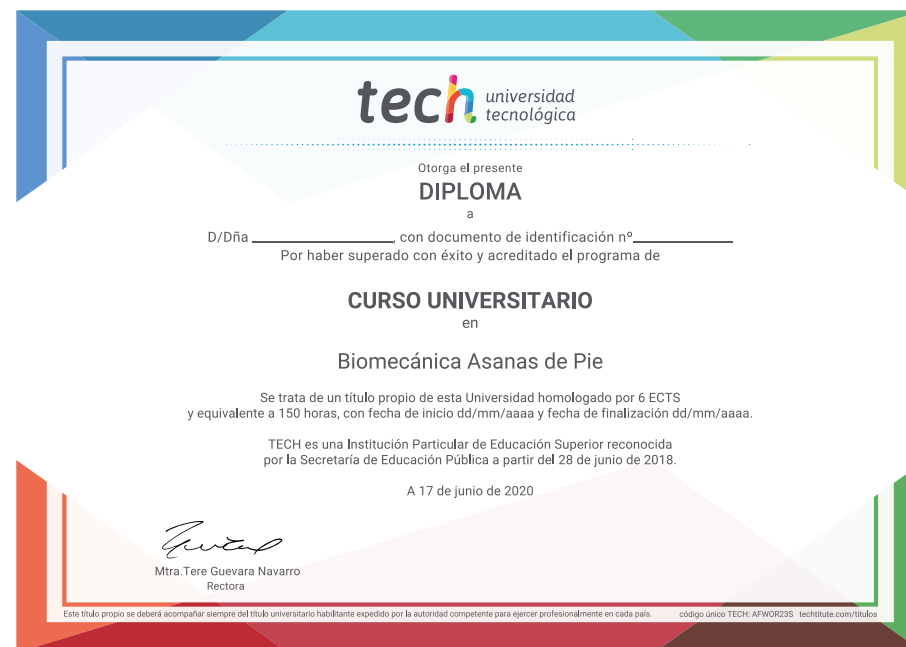 tech universidad
tecnológica
Otorga el presente
DIPLOMA
a
D/Dña ____________________, con documento de identificación nº______________
Por haber superado con éxito y acreditado el programa de
CURSO UNIVERSITARIO
en
Biomecánica Asanas de Pie
Se trata de un título propio de esta Universidad homologado por 6 ECTS
y equivalente a 150 horas, con fecha de inicio dd/mm/aaaa y fecha de finalización dd/mm/aaaa.
TECH es una Institución Particular de Educación Superior reconocida
por la Secretaría de Educación Pública a partir del 28 de junio de 2018.
A 17 de junio de 2020
Mtra.Tere Guevara Navarro
Rectora
Este título propio se deberá acompañar siempre del título universitario habilitante expedido por la autoridad competente para ejercer profesionalmente en cada país. código único TECH: AFWOR23S techtitute.com/títulos